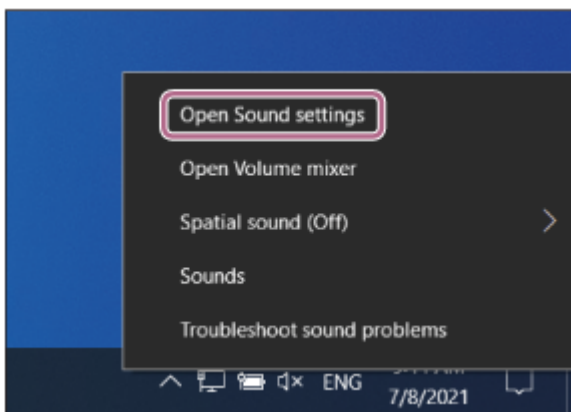 Open Sound settings
Open Volume mixer
Spatial sound (Off)
Sounds
Troubleshoot sound problems
ENG
7/8/2021